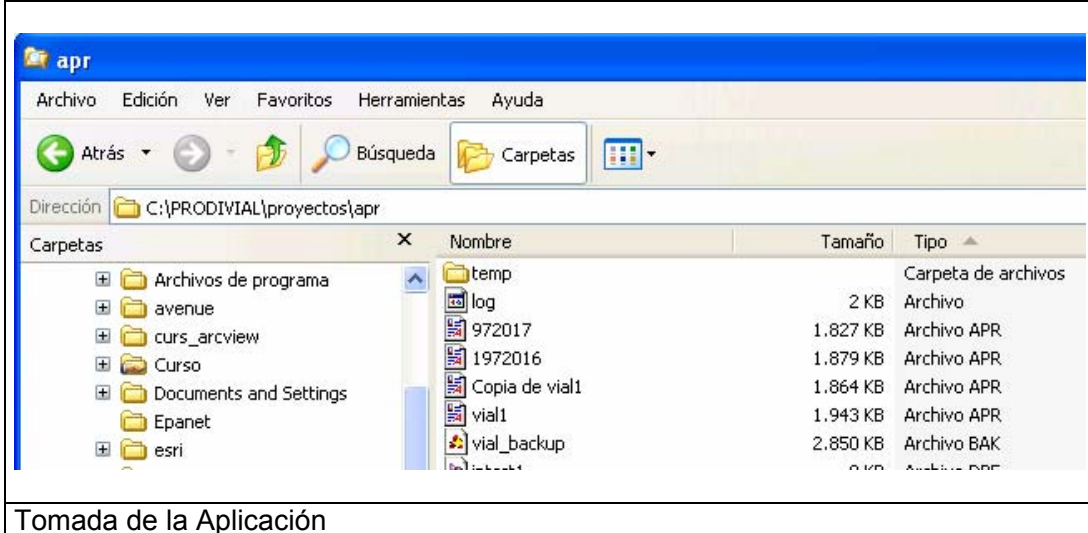 apr
Archivo Edición Ver Favoritos Herramientas Ayuda
Atrás Búsqueda Carpetas
Dirección C:\PRODIVIAL\proyectos\apr
Carpetas Nombre Tamaño Tipo
Archivos de programa temp Carpeta de archivos
avenue log 2 KB Archivo
curs_arcview 972017 1.827 KB Archivo APR
Curso 1972016 1.879 KB Archivo APR
Documents and Settings Copia de vial1 1.864 KB Archivo APR
Epanet vial1 1.943 KB Archivo APR
esri vial_backup 2.850 KB Archivo BAK
Tomada de la Aplicación